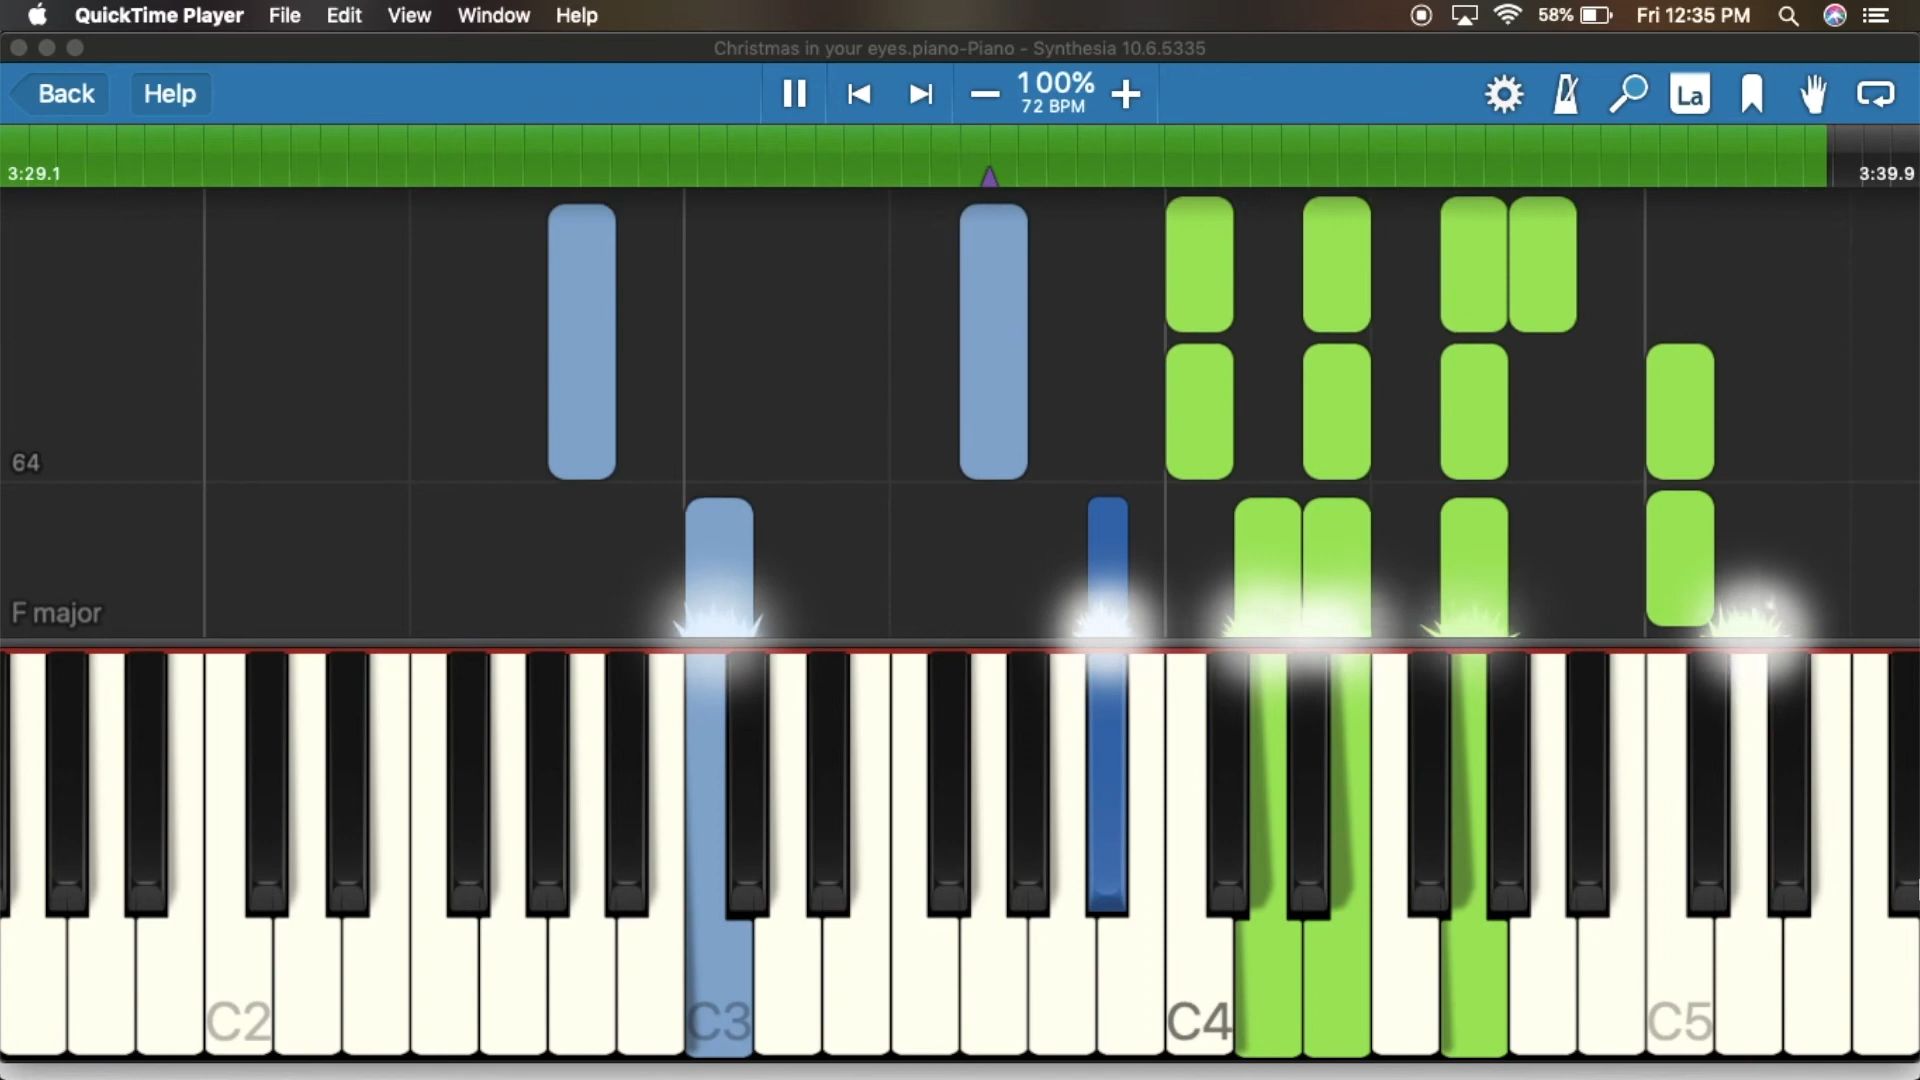 QuickTime Player File Edit View Window Help 58% Fri 12:35 PM
Christmas in your eyes.piano-Piano - Synthesia 10.6.5335
Back Help 100% La
72 BPM
3:29.1 3:39.9
64
F major
C2 C3 C4 C5